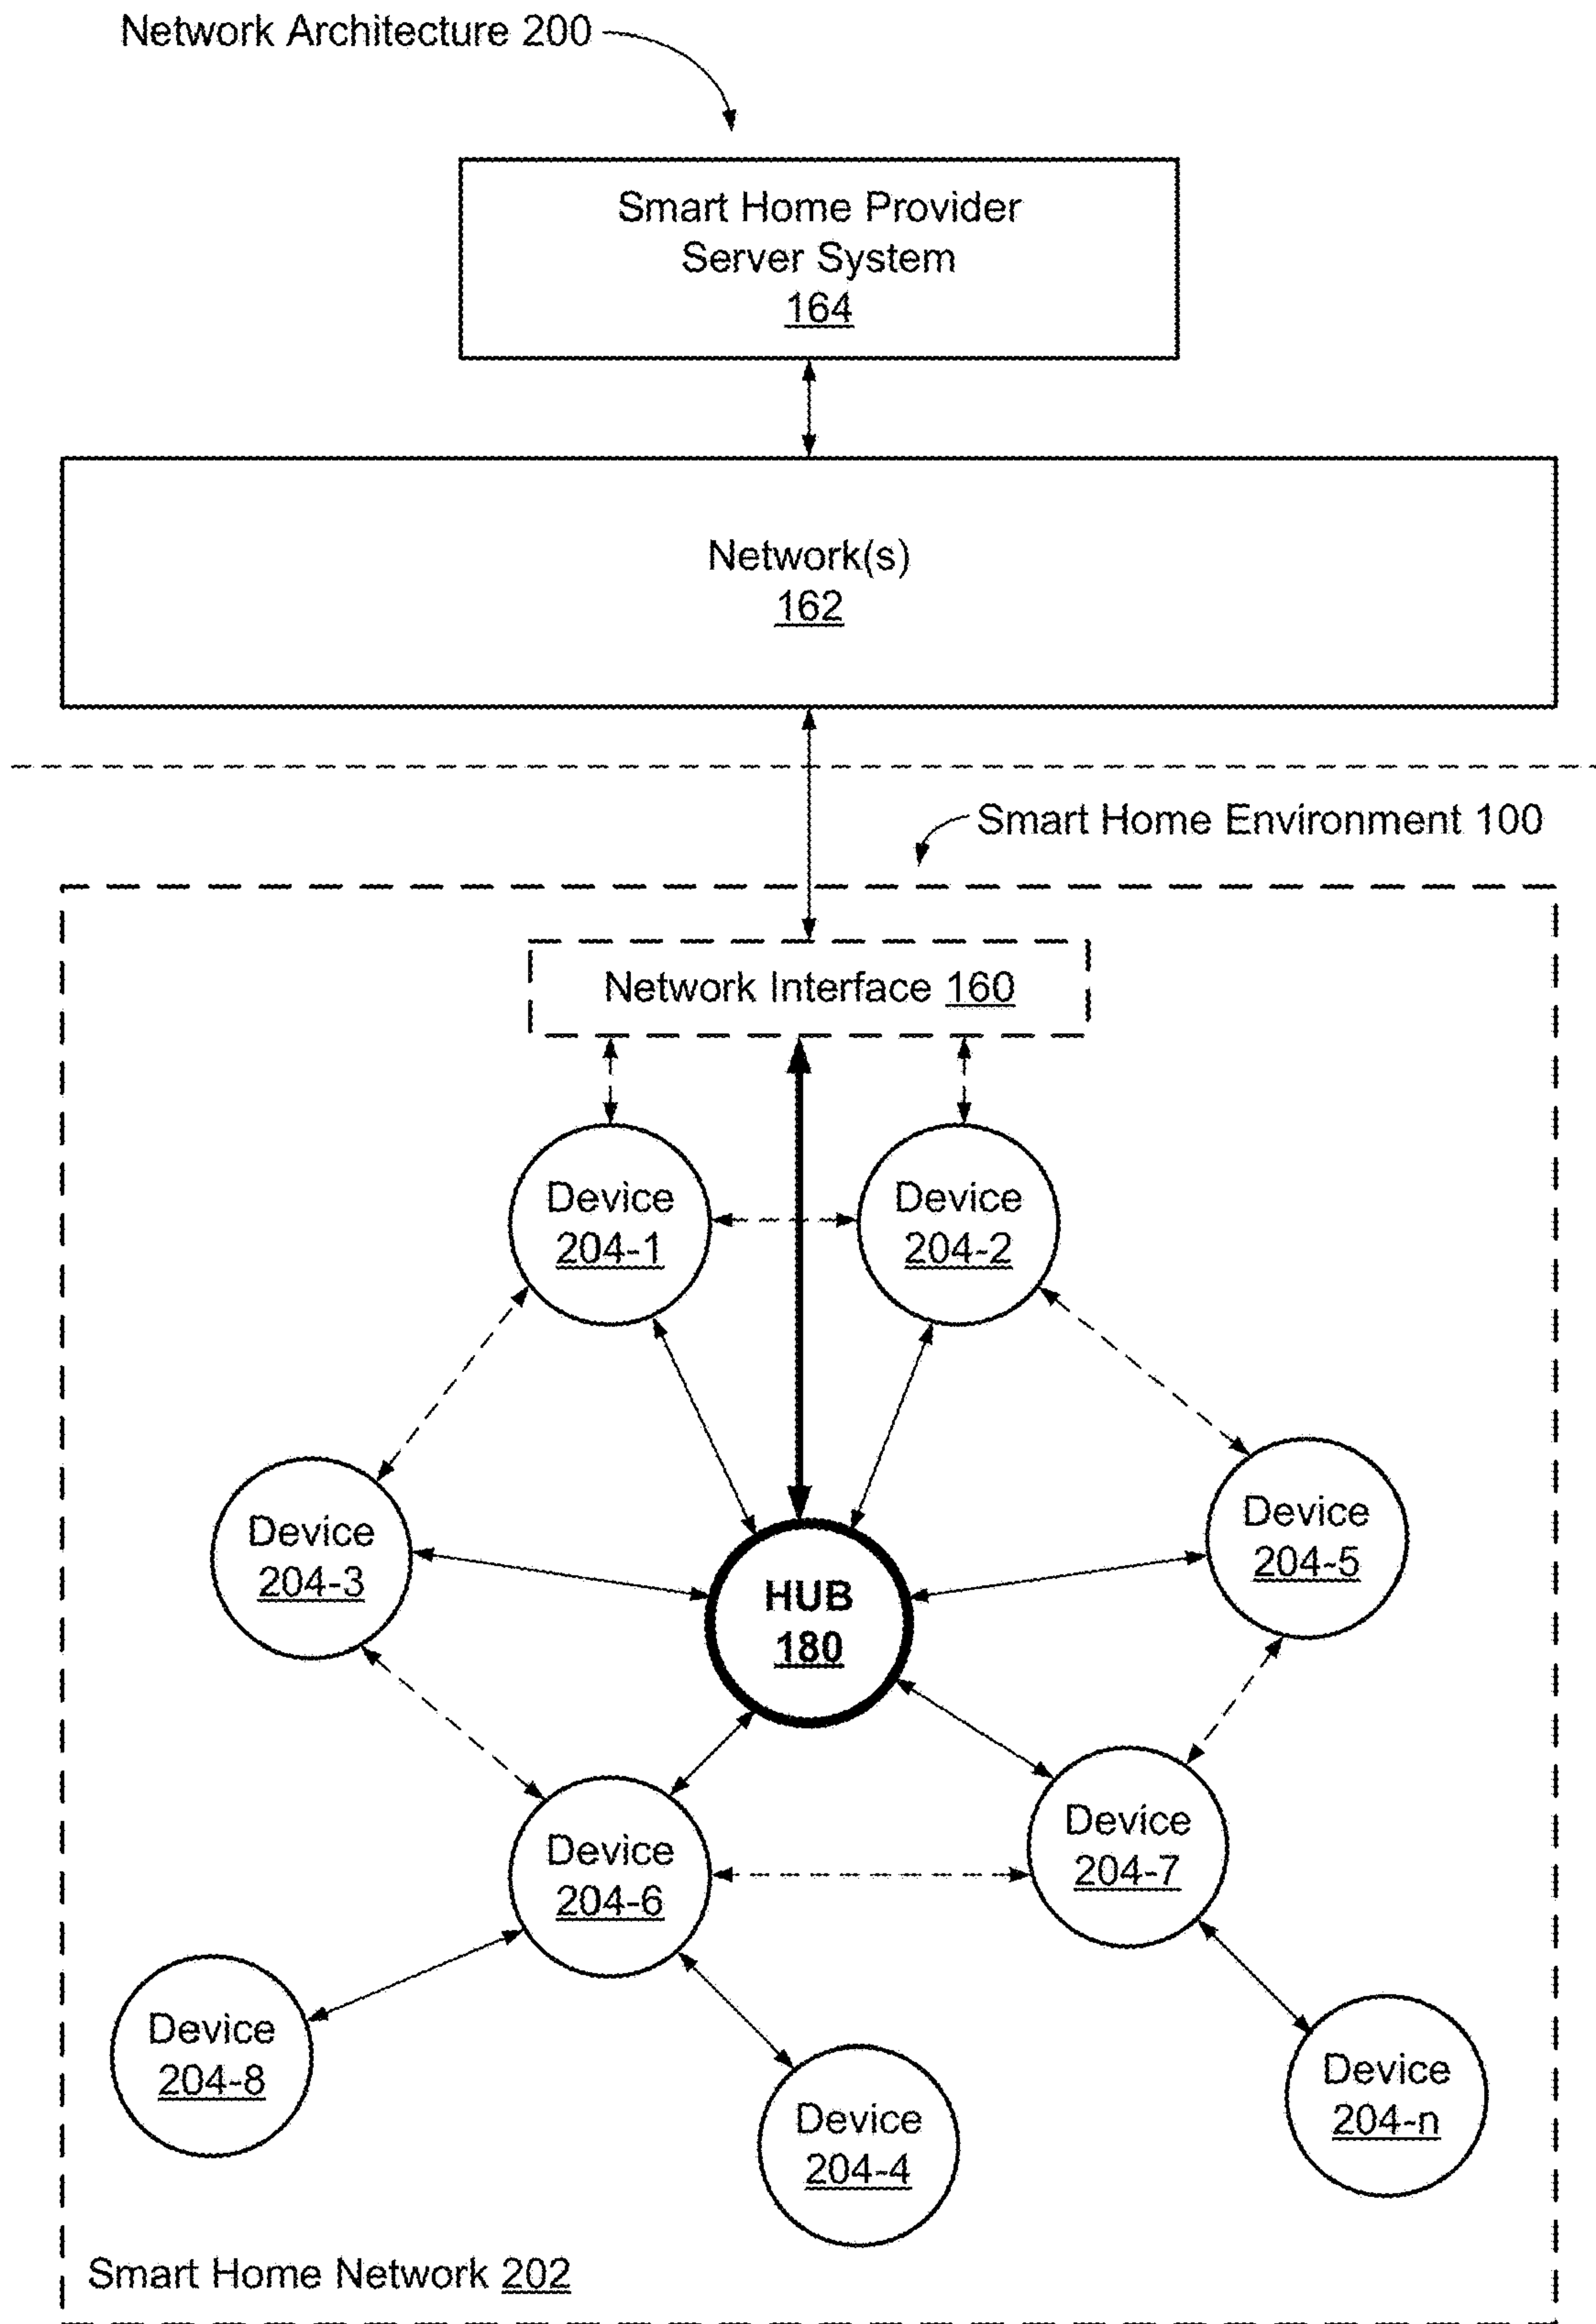 Network Architecture 200
Smart Home Provider
Server System
164
Network(s)
162
Smart Home Environment 100
Network Interface 160
Device
204-1
Device
204-2
Device
204-3
Device
204-5
HUB
180
Device
204-6
Device
204-7
Device
204-8
Device
204-4
Device
204-n
Smart Home Network 202